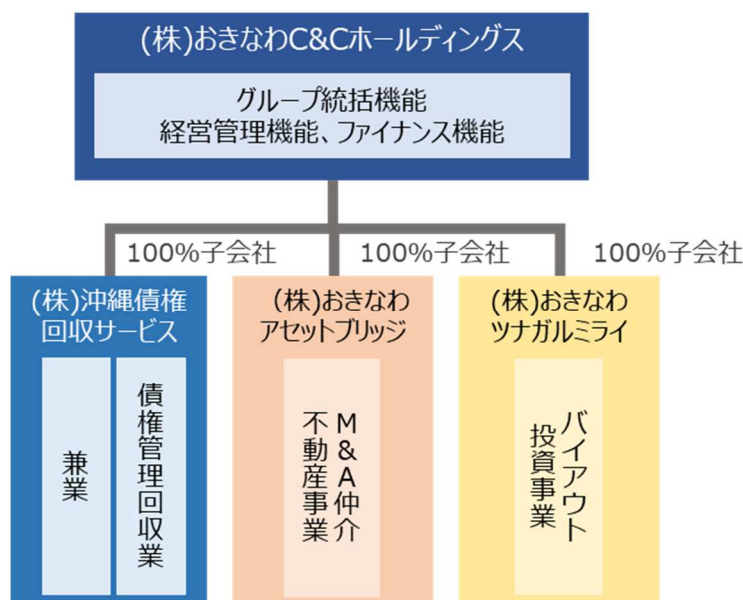 (株)おきなわC&Cホールディングス
グループ統括機能
経営管理機能、ファイナンス機能
100%子会社
100%子会社
100%子会社
(株)沖縄債権
回収サービス
債権管理回収業
兼業
(株)おきなわ
アセットブリッジ
M&A仲介
不動産事業
(株)おきなわ
ツナガルミライ
バイアウト
投資事業